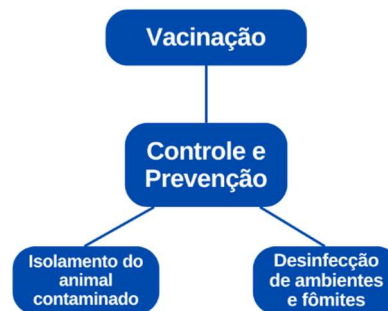 Vacinação
Controle e
Prevenção
Isolamento do
animal
contaminado
Desinfecção
de ambientes
e fômites